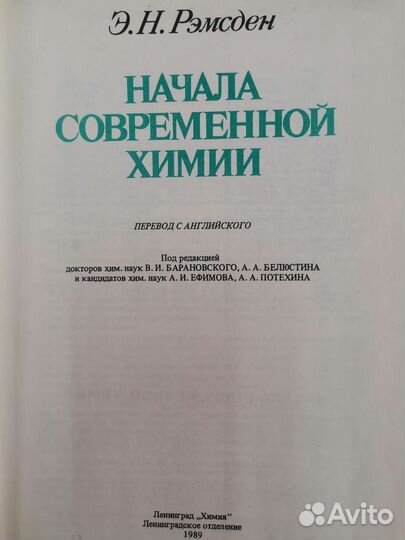 Э.Н. Рэмсден
НАЧАЛА
СОВРЕМЕННОЙ
ХИМИИ
ПЕРЕВОД С АНГЛИЙСКОГО
Под редакцией
докторов хим. наук В. И. БАРАНОВСКОГО, А. А. БЕЛЮСТИНА
и кандидатов хим. наук А. И. ЕФИМОВА, А. А. ПОТЕХИНА
Ленинград „Химия"
Ленинградское отделение
1989
Avito